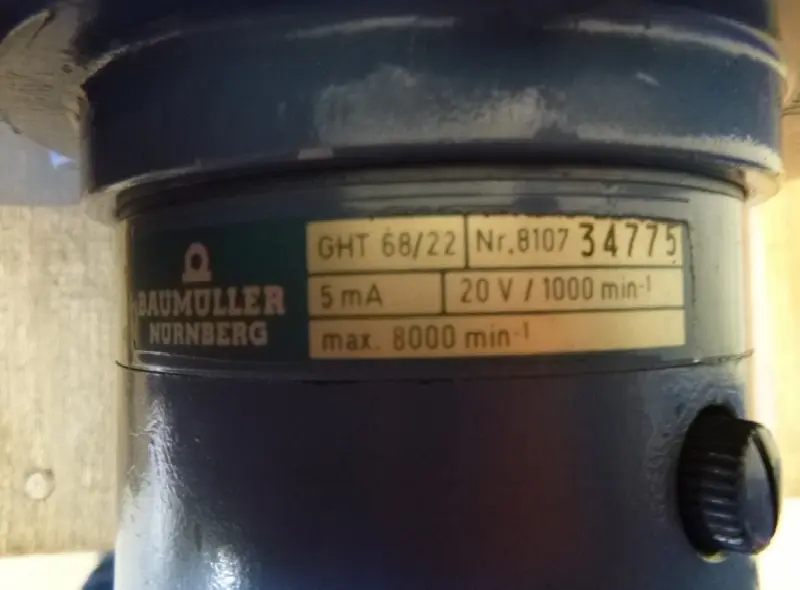 BAUMÜLLER
NÜRNBERG
GHT 68/22 Nr. 8107 34775
5 mA 20 V / 1000 min-1
max. 8000 min-1